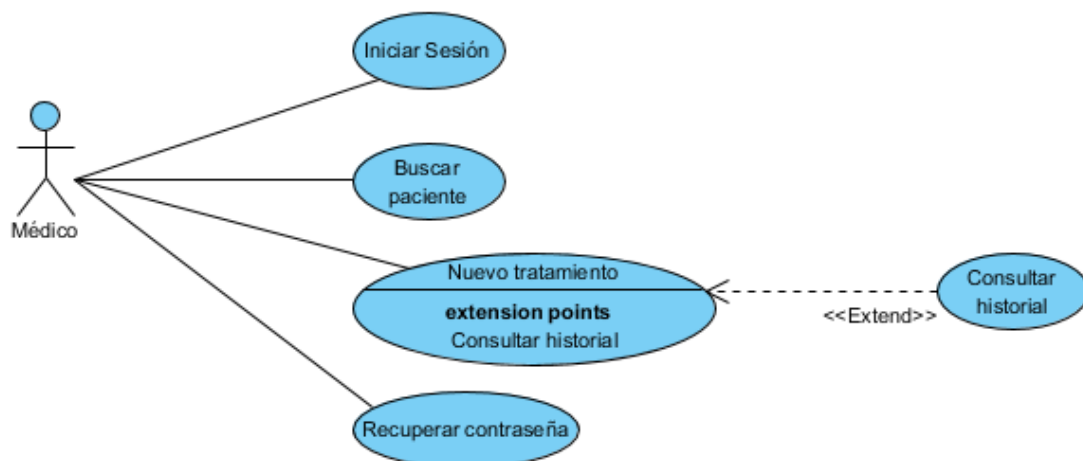 Iniciar Sesión
Buscar
paciente
Médico
Nuevo tratamiento
extension points
Consultar historial
<<Extend>>
Consultar
historial
Recuperar contraseña